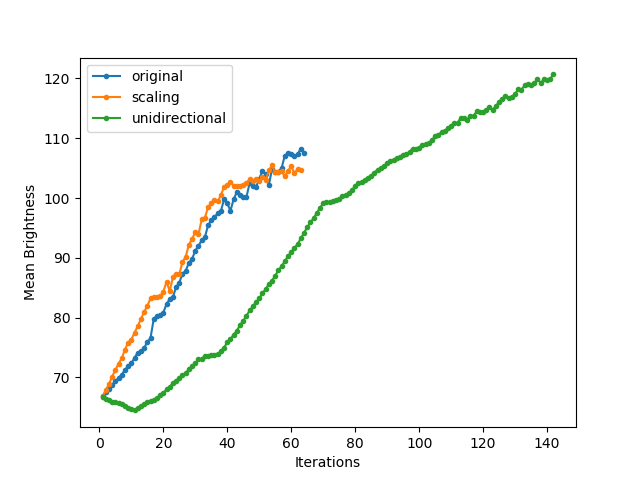 original
scaling
unidirectional
120
110
100
90
80
70
Mean Brightness
0 20 40 60 80 100 120 140
Iterations